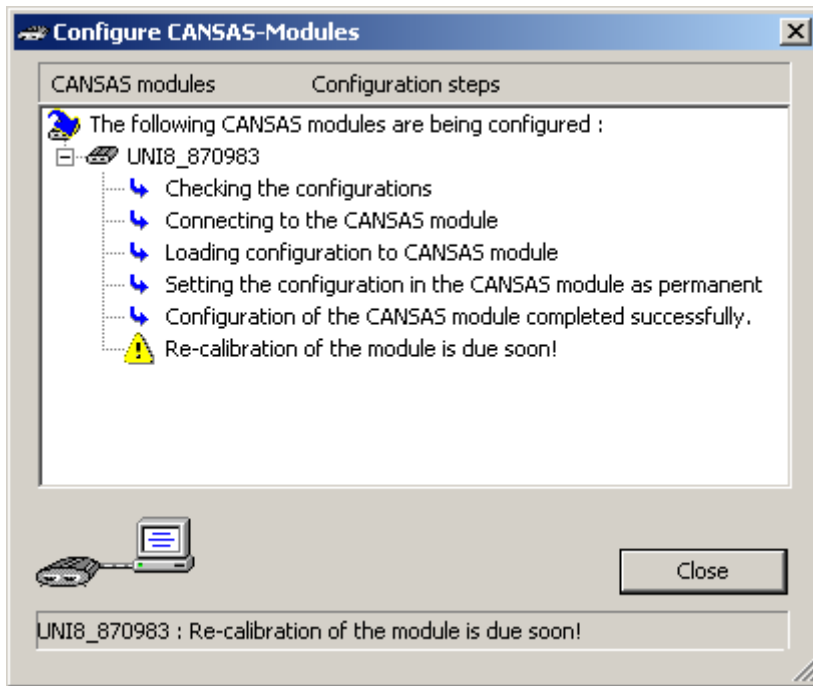 Configure CANSAS-Modules
CANSAS modules Configuration steps
The following CANSAS modules are being configured :
UNI8_870983
Checking the configurations
Connecting to the CANSAS module
Loading configuration to CANSAS module
Setting the configuration in the CANSAS module as permanent
Configuration of the CANSAS module completed successfully.
Re-calibration of the module is due soon!
Close
UNI8_870983 : Re-calibration of the module is due soon!